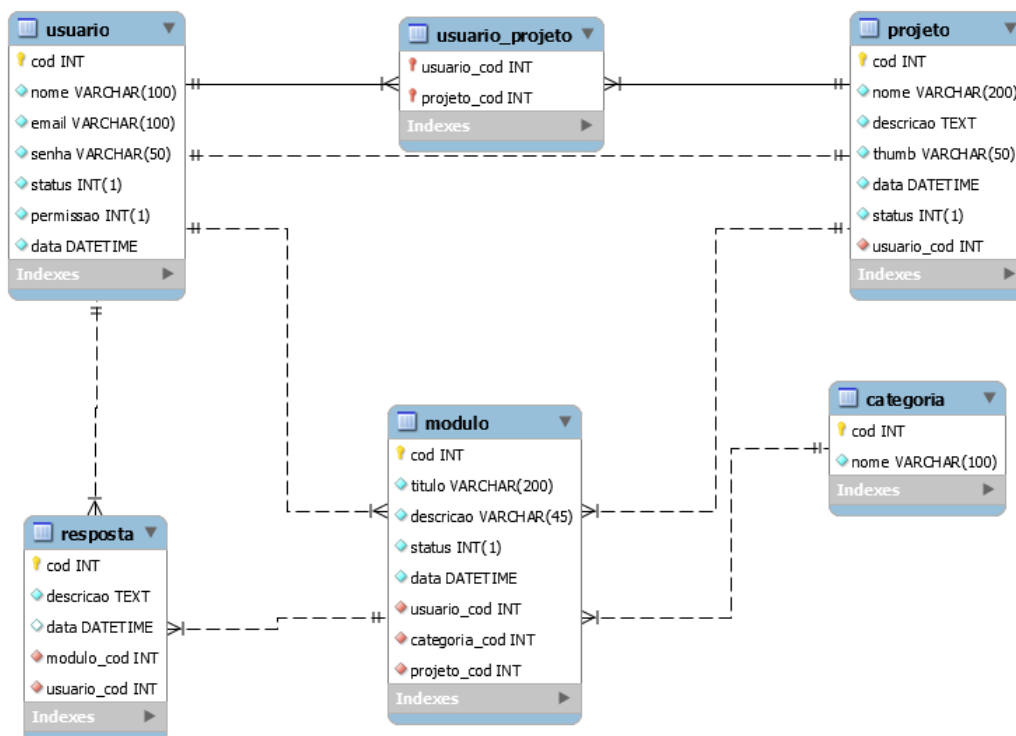 usuario
cod INT
nome VARCHAR(100)
email VARCHAR(100)
senha VARCHAR(50)
status INT(1)
permissao INT(1)
data DATETIME
Indexes
usuario_projeto
usuario_cod INT
projeto_cod INT
Indexes
projeto
cod INT
nome VARCHAR(200)
descricao TEXT
thumb VARCHAR(50)
data DATETIME
status INT(1)
usuario_cod INT
Indexes
modulo
cod INT
titulo VARCHAR(200)
descricao VARCHAR(45)
status INT(1)
data DATETIME
usuario_cod INT
categoria_cod INT
projeto_cod INT
Indexes
categoria
cod INT
nome VARCHAR(100)
Indexes
resposta
cod INT
descricao TEXT
data DATETIME
modulo_cod INT
usuario_cod INT
Indexes